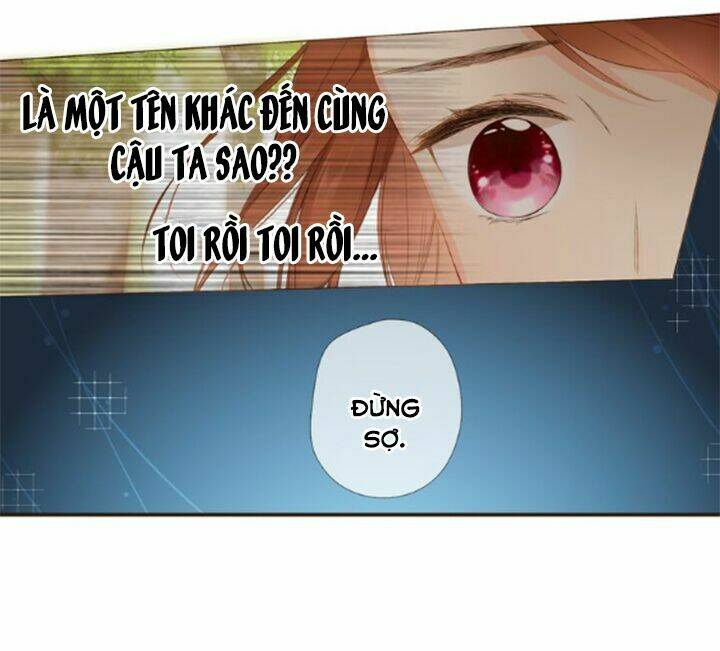 LÀ MỘT TÊN KHÁC ĐẾN CÙNG
CẬU TA SAO??
TOI RỒI TOI RỒI...
ĐỪNG
SỢ.